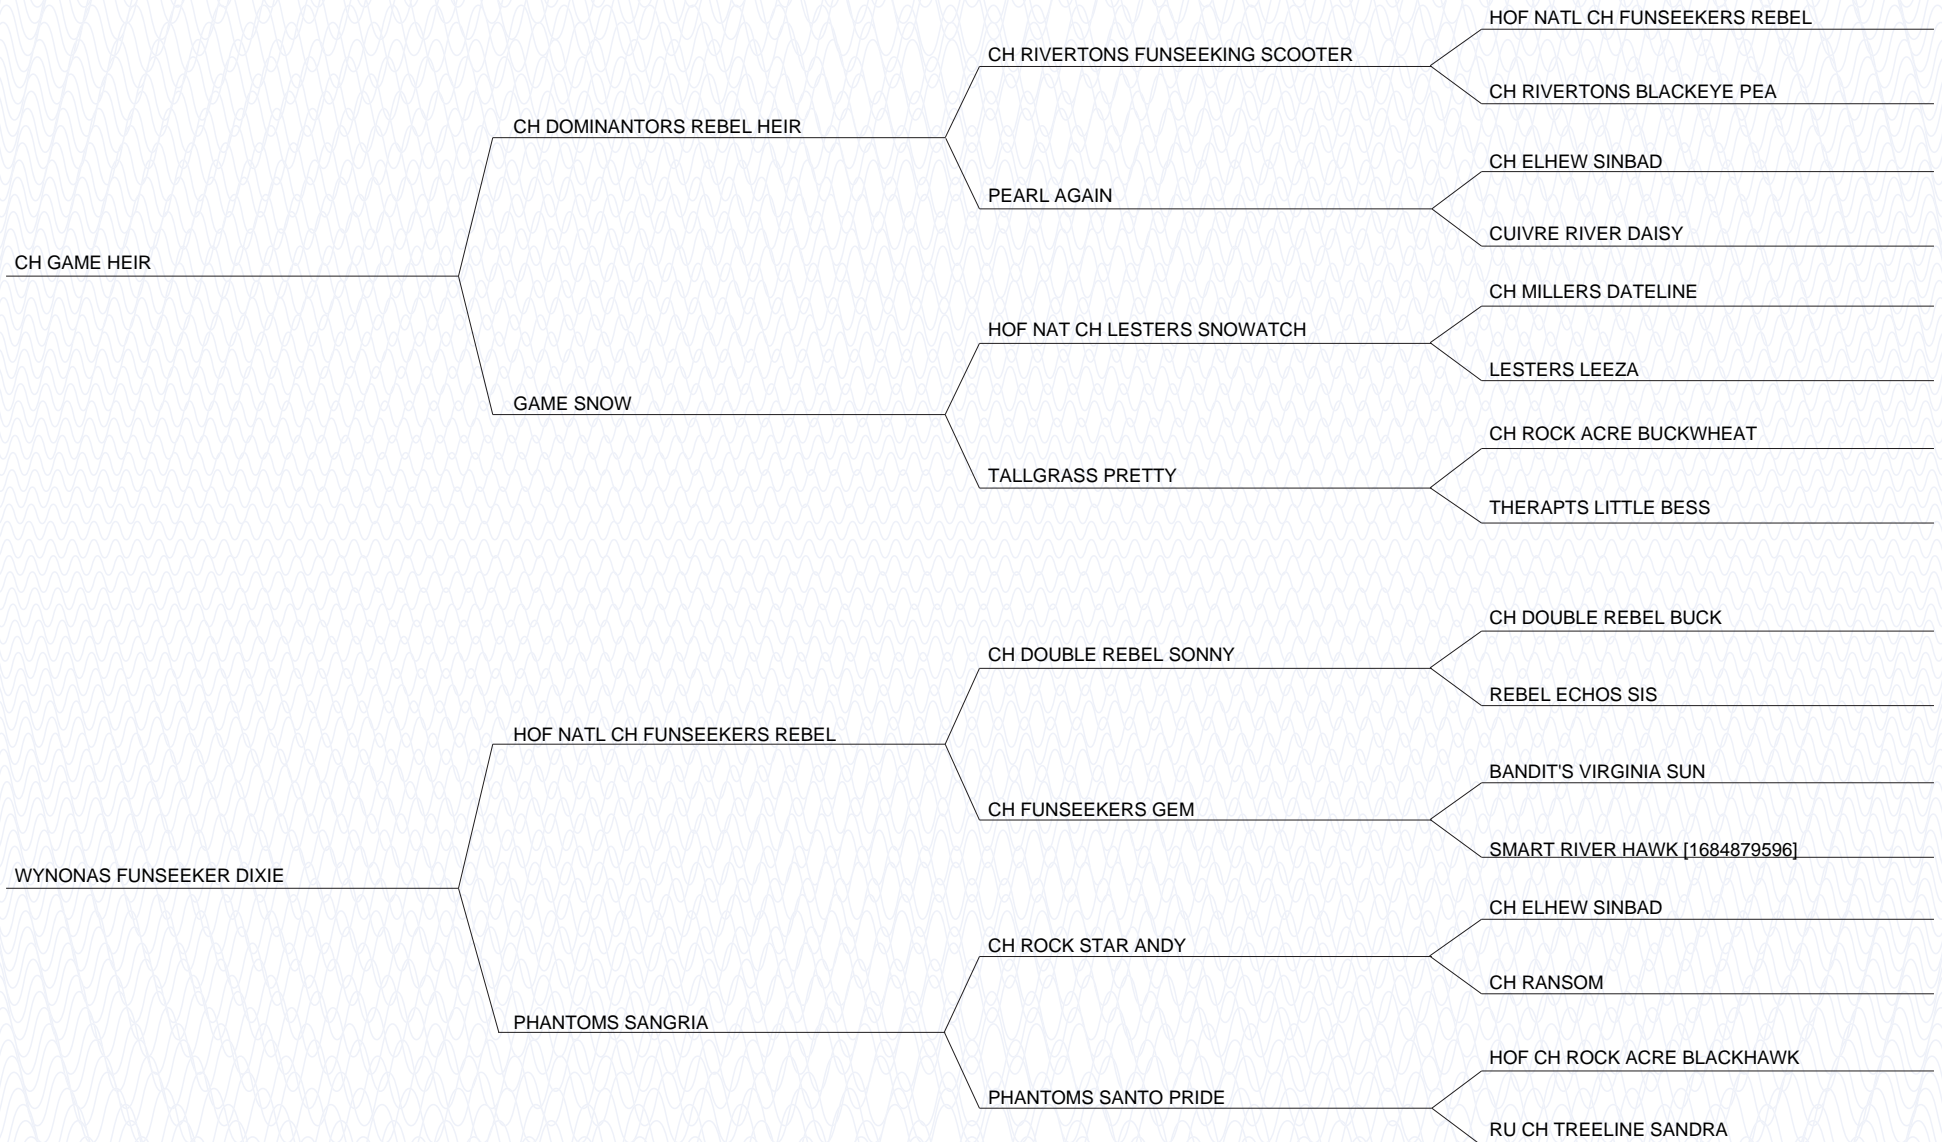 HOF NATL CH FUNSEEKERS REBEL
CH RIVERTONS FUNSEEKING SCOOTER
CH RIVERTONS BLACKEYE PEA
CH DOMINANTORS REBEL HEIR
CH ELHEW SINBAD
PEARL AGAIN
CUIVRE RIVER DAISY
CH GAME HEIR
CH MILLERS DATELINE
HOF NAT CH LESTERS SNOWATCH
LESTERS LEEZA
GAME SNOW
CH ROCK ACRE BUCKWHEAT
TALLGRASS PRETTY
THERAPTS LITTLE BESS
CH DOUBLE REBEL BUCK
CH DOUBLE REBEL SONNY
REBEL ECHOS SIS
HOF NATL CH FUNSEEKERS REBEL
BANDIT'S VIRGINIA SUN
CH FUNSEEKERS GEM
SMART RIVER HAWK [1684879596]
WYNONAS FUNSEEKER DIXIE
CH ELHEW SINBAD
CH ROCK STAR ANDY
CH RANSOM
PHANTOMS SANGRIA
HOF CH ROCK ACRE BLACKHAWK
PHANTOMS SANTO PRIDE
RU CH TREELINE SANDRA